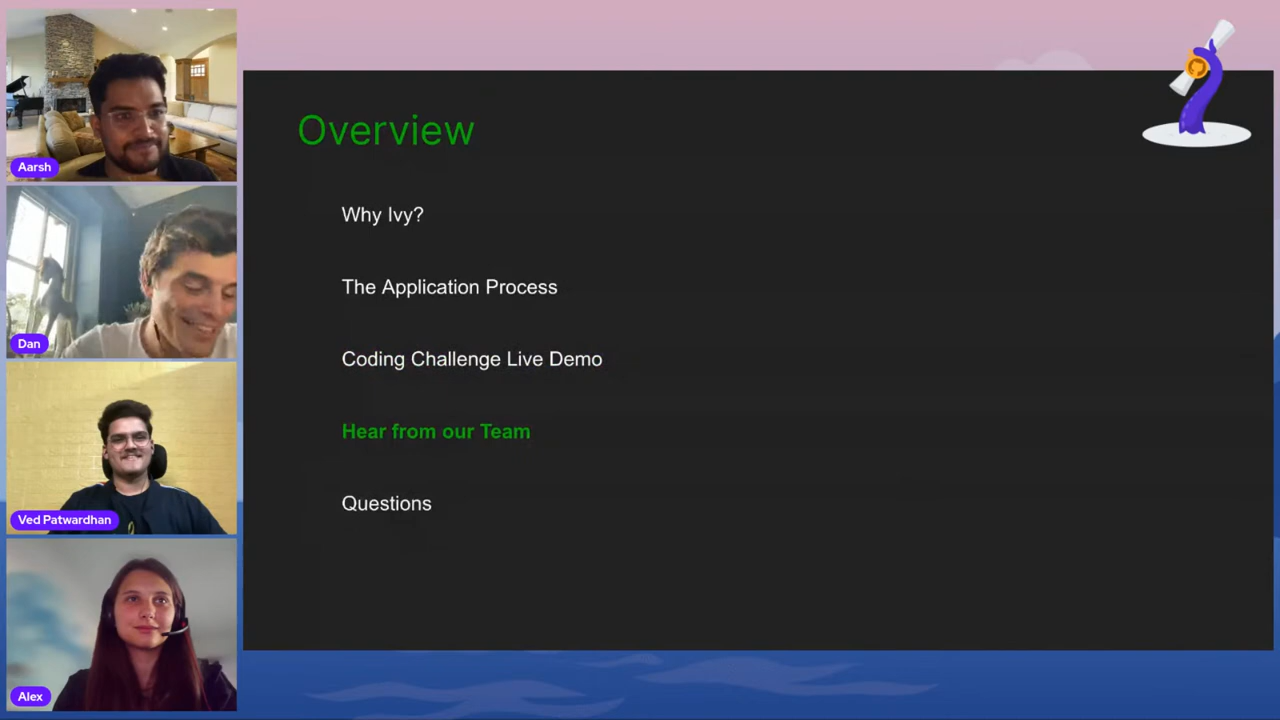 Aarsh
Dan
Ved Patwardhan
Alex
Overview
Why Ivy?
The Application Process
Coding Challenge Live Demo
Hear from our Team
Questions